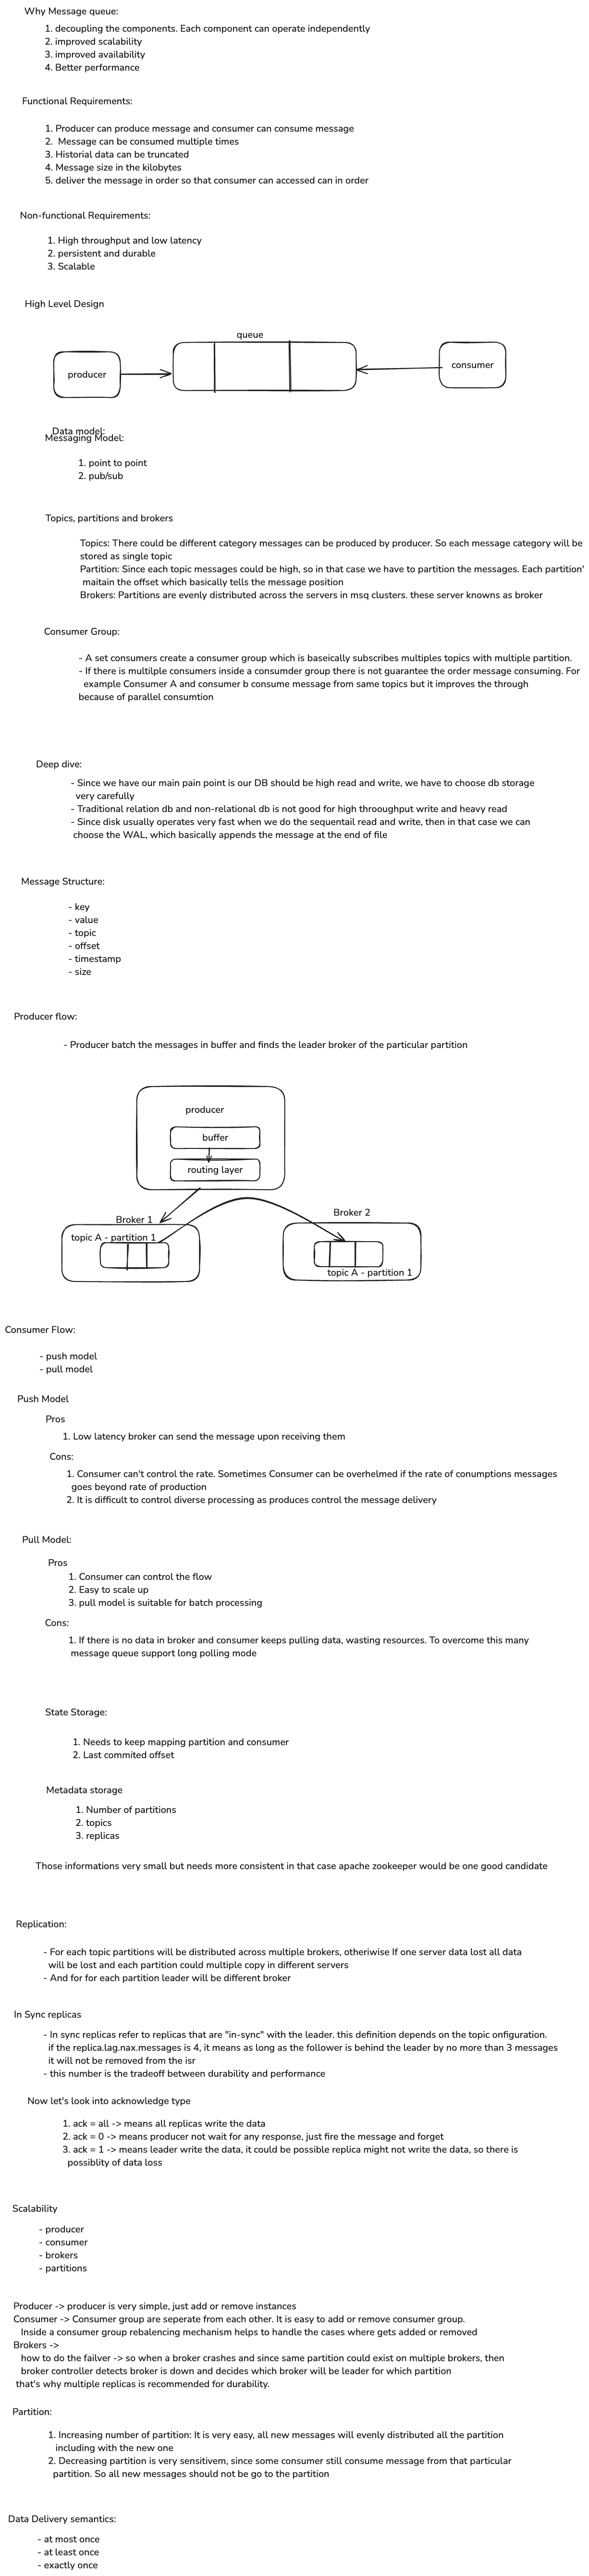 Why Message queue:
1. decoupling the components. Each component can operate independently
2. improved scalability
3. improved availability
4. Better performance
Functional Requirements:
1. Producer can produce message and consumer can consume message
2. Message can be consumed multiple times
3. Historial data can be truncated
4. Message size in the kilobytes
5. deliver the message in order so that consumer can accessed can in order
Non-functional Requirements:
1. High throughput and low latency
2. persistent and durable
3. Scalable
High Level Design
queue
producer
consumer
Data model:
Messaging Model:
1. point to point
2. pub/sub
Topics, partitions and brokers
Topics: There could be different category messages can be produced by producer. So each message category will be
stored as single topic
Partition: Since each topic messages could be high, so in that case we have to partition the messages. Each partition'
maitain the offset which basically tells the message position
Brokers: Partitions are evenly distributed across the servers in msq clusters. these server knowns as broker
Consumer Group:
- A set consumers create a consumer group which is baseically subscribes multiples topics with multiple partition.
- If there is multilple consumers inside a consumder group there is not guarantee the order message consuming. For
example Consumer A and consumer b consume message from same topics but it improves the through
because of parallel consumtion
Deep dive:
- Since we have our main pain point is our DB should be high read and write, we have to choose db storage
very carefully
- Traditional relation db and non-relational db is not good for high throoughput write and heavy read
- Since disk usually operates very fast when we do the sequentail read and write, then in that case we can
choose the WAL, which basically appends the message at the end of file
Message Structure:
- key
- value
- topic
- offset
- timestamp
- size
Producer flow:
- Producer batch the messages in buffer and finds the leader broker of the particular partition
producer
buffer
routing layer
Broker 1
Broker 2
topic A - partition 1
topic A - partition 1
Consumer Flow:
- push model
- pull model
Push Model
Pros
1. Low latency broker can send the message upon receiving them
Cons:
1. Consumer can't control the rate. Sometimes Consumer can be overhelmed if the rate of conumptions messages
goes beyond rate of production
2. It is difficult to control diverse processing as produces control the message delivery
Pull Model:
Pros
1. Consumer can control the flow
2. Easy to scale up
3. pull model is suitable for batch processing
Cons:
1. If there is no data in broker and consumer keeps pulling data, wasting resources. To overcome this many
message queue support long polling mode
State Storage:
1. Needs to keep mapping partition and consumer
2. Last commited offset
Metadata storage
1. Number of partitions
2. topics
3. replicas
Those informations very small but needs more consistent in that case apache zookeeper would be one good candidate
Replication:
- For each topic partitions will be distributed across multiple brokers, otheriwise If one server data lost all data
will be lost and each partition could multiple copy in different servers
- And for for each partition leader will be different broker
In Sync replicas
- In sync replicas refer to replicas that are "in-sync" with the leader. this definition depends on the topic onfiguration.
if the replica.lag.nax.messages is 4, it means as long as the follower is behind the leader by no more than 3 messages
it will not be removed from the isr
- this number is the tradeoff between durability and performance
Now let's look into acknowledge type
1. ack = all -> means all replicas write the data
2. ack = 0 -> means producer not wait for any response, just fire the message and forget
3. ack = 1 -> means leader write the data, it could be possible replica might not write the data, so there is
possiblity of data loss
Scalability
- producer
- consumer
- brokers
- partitions
Producer -> producer is very simple, just add or remove instances
Consumer -> Consumer group are seperate from each other. It is easy to add or remove consumer group.
Inside a consumer group rebalencing mechanism helps to handle the cases where gets added or removed
Brokers ->
how to do the failver -> so when a broker crashes and since same partition could exist on multiple brokers, then
broker controller detects broker is down and decides which broker will be leader for which partition
that's why multiple replicas is recommended for durability.
Partition:
1. Increasing number of partition: It is very easy, all new messages will evenly distributed all the partition
including with the new one
2. Decreasing partition is very sensitivem, since some consumer still consume message from that particular
partition. So all new messages should not be go to the partition
Data Delivery semantics:
- at most once
- at least once
- exactly once